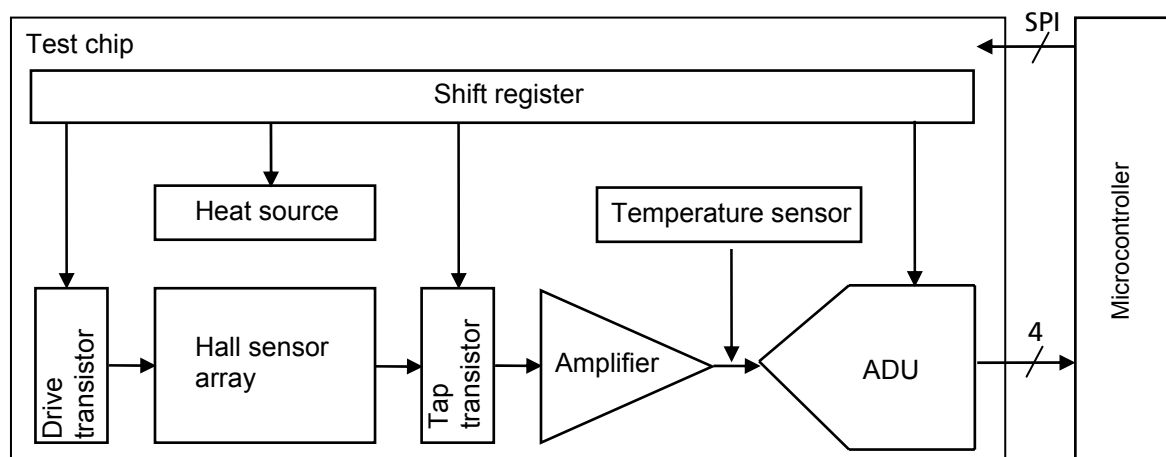 SPI
Test chip
Shift register
Heat source
Temperature sensor
Microcontroller
Drive
transistor
Hall sensor
array
Tap
transistor
Amplifier
ADU
4